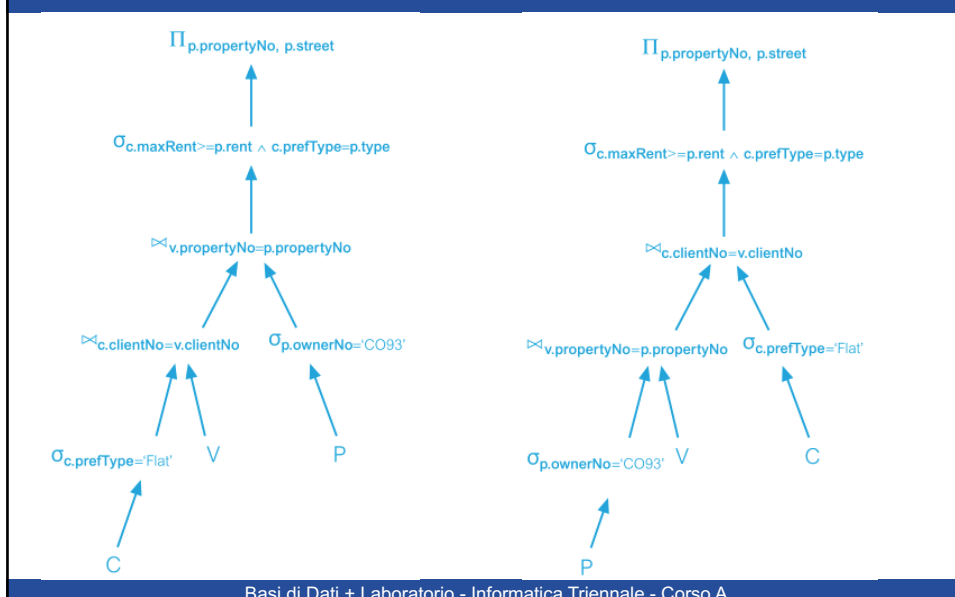 Πp.propertyNo, p.street
σc.maxRent>=p.rent ∧ c.prefType=p.type
⋈v.propertyNo=p.propertyNo
⋈c.clientNo=v.clientNo σp.ownerNo='CO93'
σc.prefType='Flat' V P
C
Πp.propertyNo, p.street
σc.maxRent>=p.rent ∧ c.prefType=p.type
⋈c.clientNo=v.clientNo
⋈v.propertyNo=p.propertyNo σc.prefType='Flat'
σp.ownerNo='CO93' V C
P
Basi di Dati + Laboratorio - Informatica Triennale - Corso A